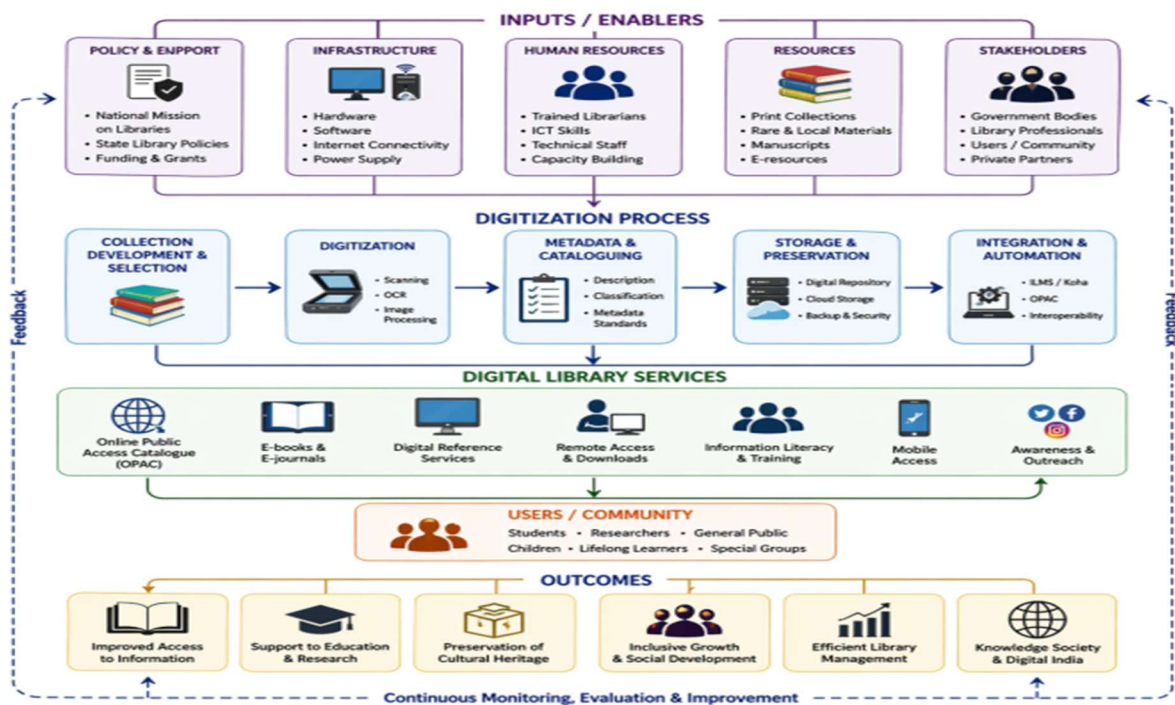 INPUTS / ENABLERS
POLICY & ENPPORT
• National Mission
on Libraries
• State Library Policies
• Funding & Grants
INFRASTRUCTURE
• Hardware
• Software
• Internet Connectivity
• Power Supply
HUMAN RESOURCES
• Trained Librarians
• ICT Skills
• Technical Staff
• Capacity Building
RESOURCES
• Print Collections
• Rare & Local Materials
• Manuscripts
• E-resources
STAKEHOLDERS
• Government Bodies
• Library Professionals
• Users / Community
• Private Partners
DIGITIZATION PROCESS
COLLECTION
DEVELOPMENT &
SELECTION
DIGITIZATION
• Scanning
• OCR
• Image
Processing
METADATA &
CATALOGUING
• Description
• Classification
• Metadata
Standards
STORAGE &
PRESERVATION
• Digital Repository
• Cloud Storage
• Backup & Security
INTEGRATION &
AUTOMATION
• ILMS / Koha
• OPAC
• Interoperability
Feedback
Feedback
DIGITAL LIBRARY SERVICES
Online Public
Access Catalogue
(OPAC)
E-books &
E-journals
Digital Reference
Services
Remote Access
& Downloads
Information Literacy
& Training
Mobile
Access
Awareness &
Outreach
USERS / COMMUNITY
Students • Researchers • General Public
Children • Lifelong Learners • Special Groups
OUTCOMES
Improved Access
to Information
Support to Education
& Research
Preservation of
Cultural Heritage
Inclusive Growth
& Social Development
Efficient Library
Management
Knowledge Society
& Digital India
Continuous Monitoring, Evaluation & Improvement